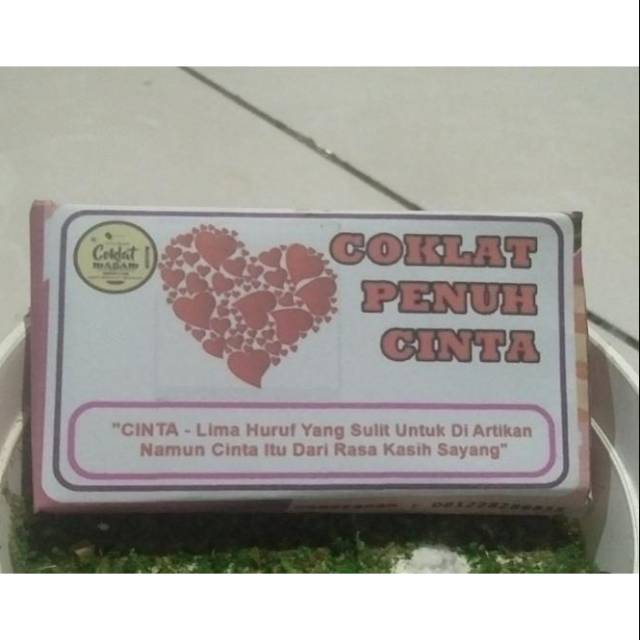 Coklat
COKLAT
PENUH
CINTA
"CINTA - Lima Huruf Yang Sulit Untuk Di Artikan
Namun Cinta Itu Dari Rasa Kasih Sayang"